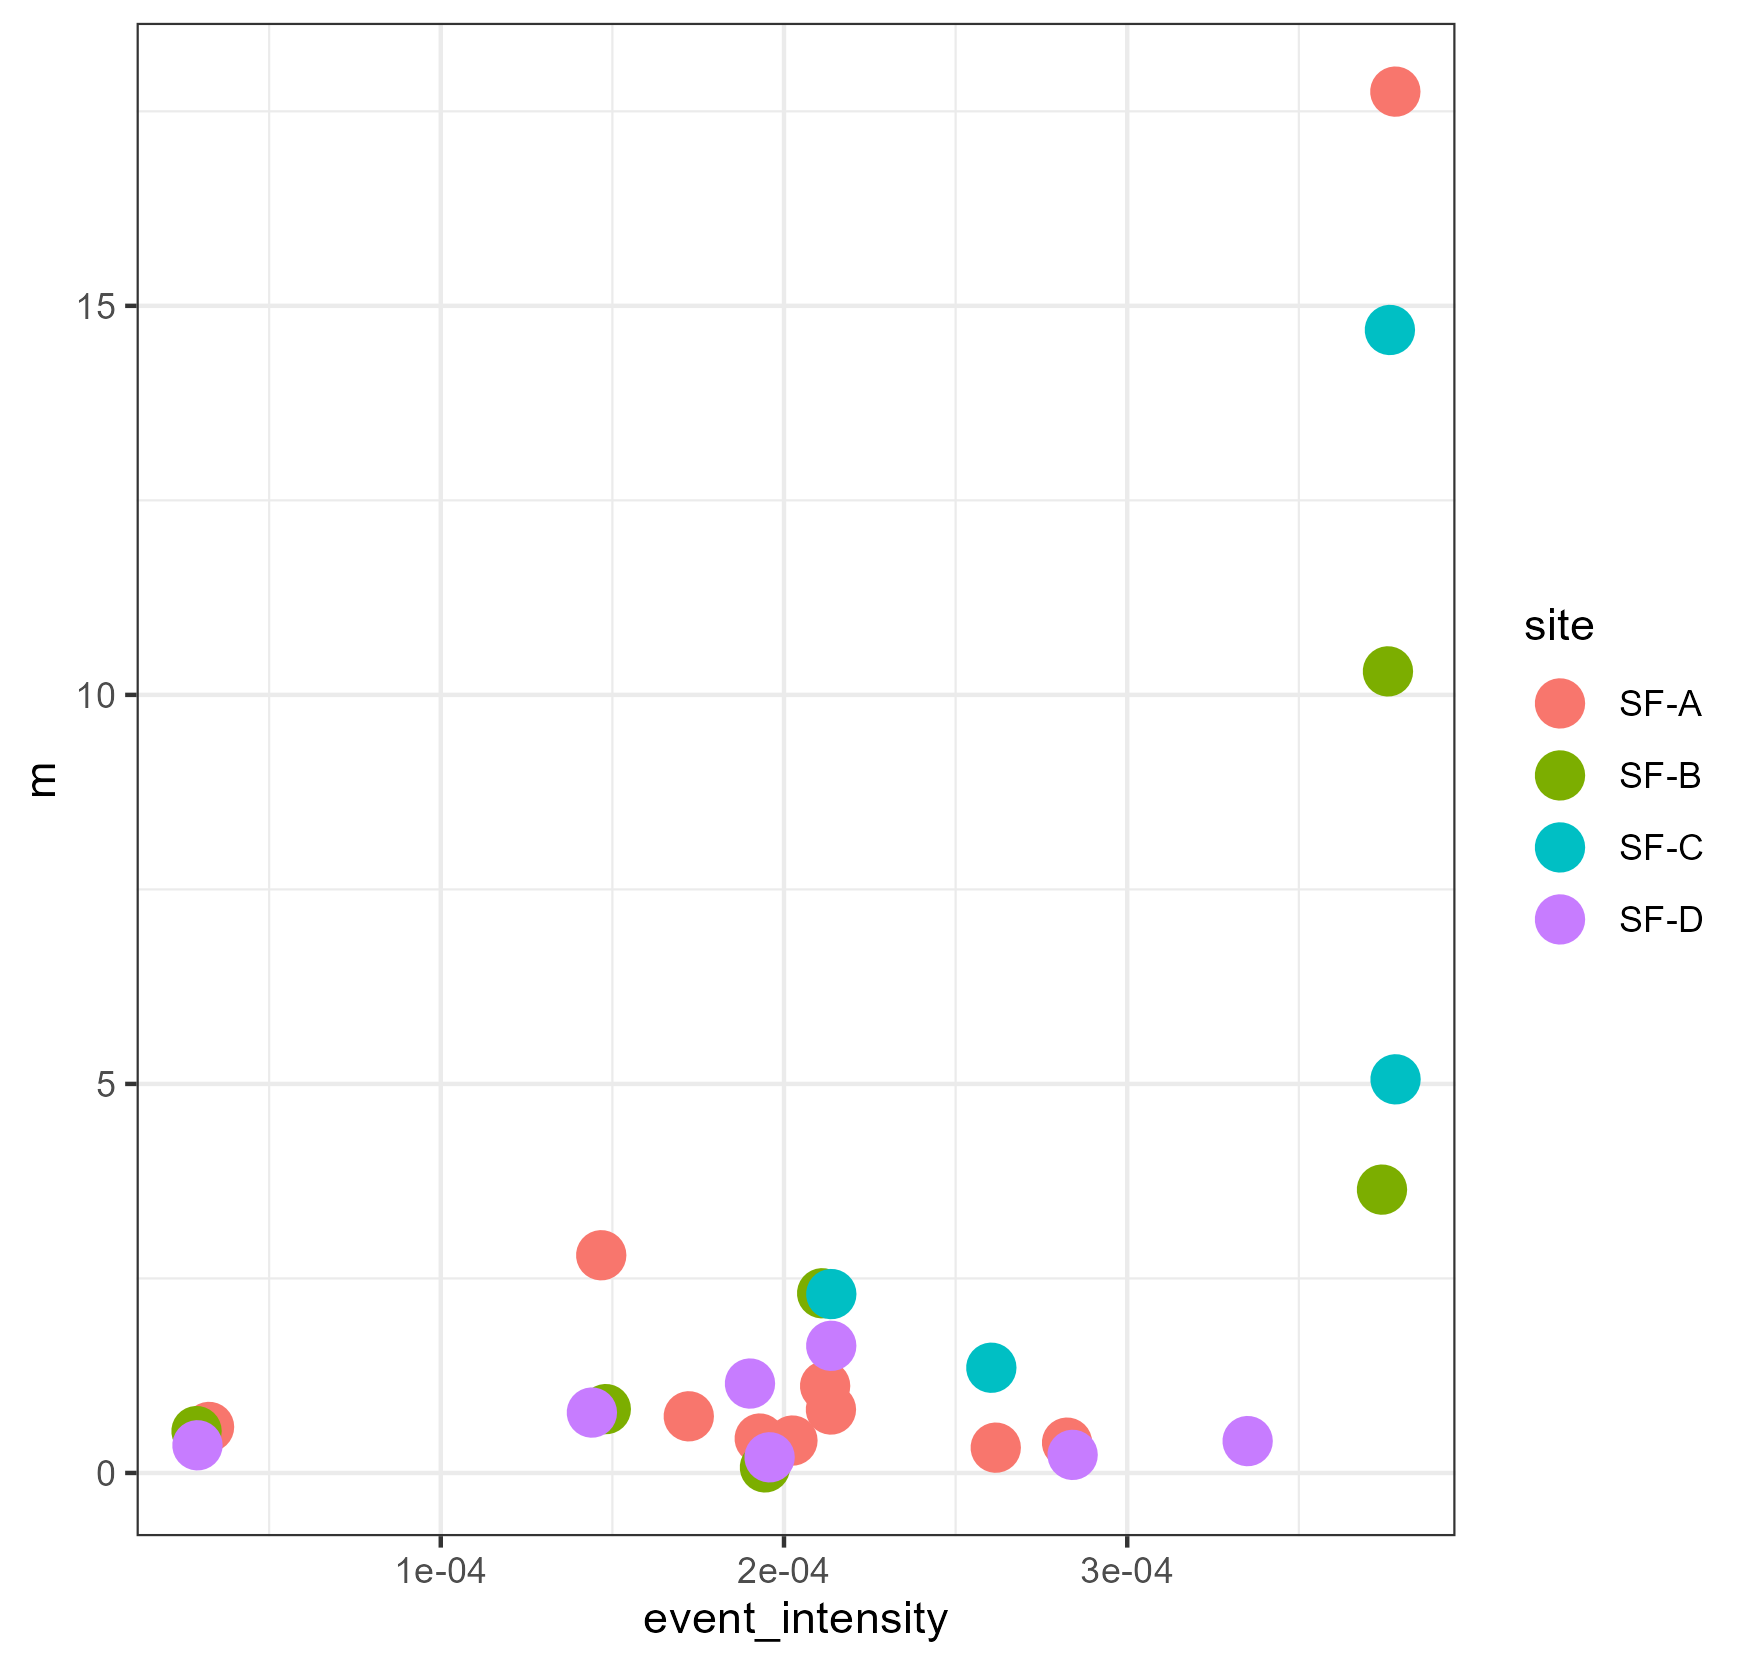 15
10
5
0
m
1e-04
2e-04
3e-04
event_intensity
site
SF-A
SF-B
SF-C
SF-D